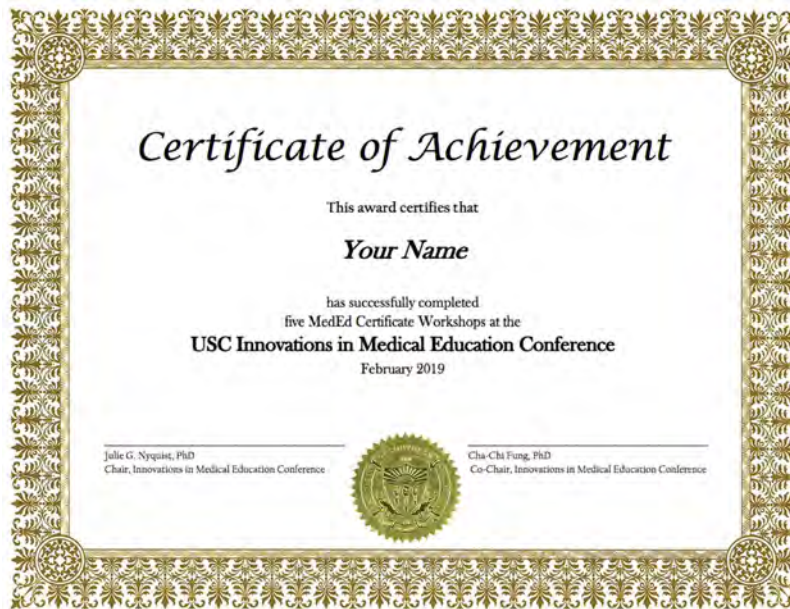 Certificate of Achievement
This award certifies that
Your Name
has successfully completed
five MedEd Certificate Workshops at the
USC Innovations in Medical Education Conference
February 2019
Julie G. Nyquist, PhD
Chair, Innovations in Medical Education Conference
Cha-Chi Fung, PhD
Co-Chair, Innovations in Medical Education Conference